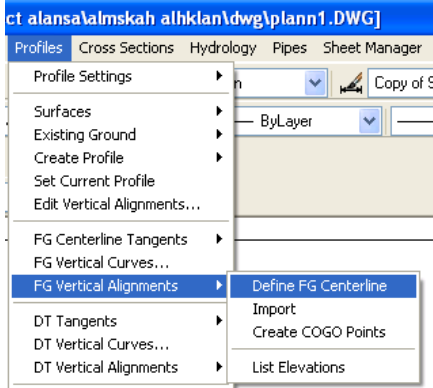 ct alansa\almskah alhklan\dwg\plann1.DWG]
Profiles Cross Sections Hydrology Pipes Sheet Manager
Profile Settings
Copy of
Surfaces
ByLayer
Existing Ground
Create Profile
Set Current Profile
Edit Vertical Alignments...
FG Centerline Tangents
FG Vertical Curves...
FG Vertical Alignments
Define FG Centerline
Import
DT Tangents
Create COGO Points
DT Vertical Curves...
DT Vertical Alignments
List Elevations